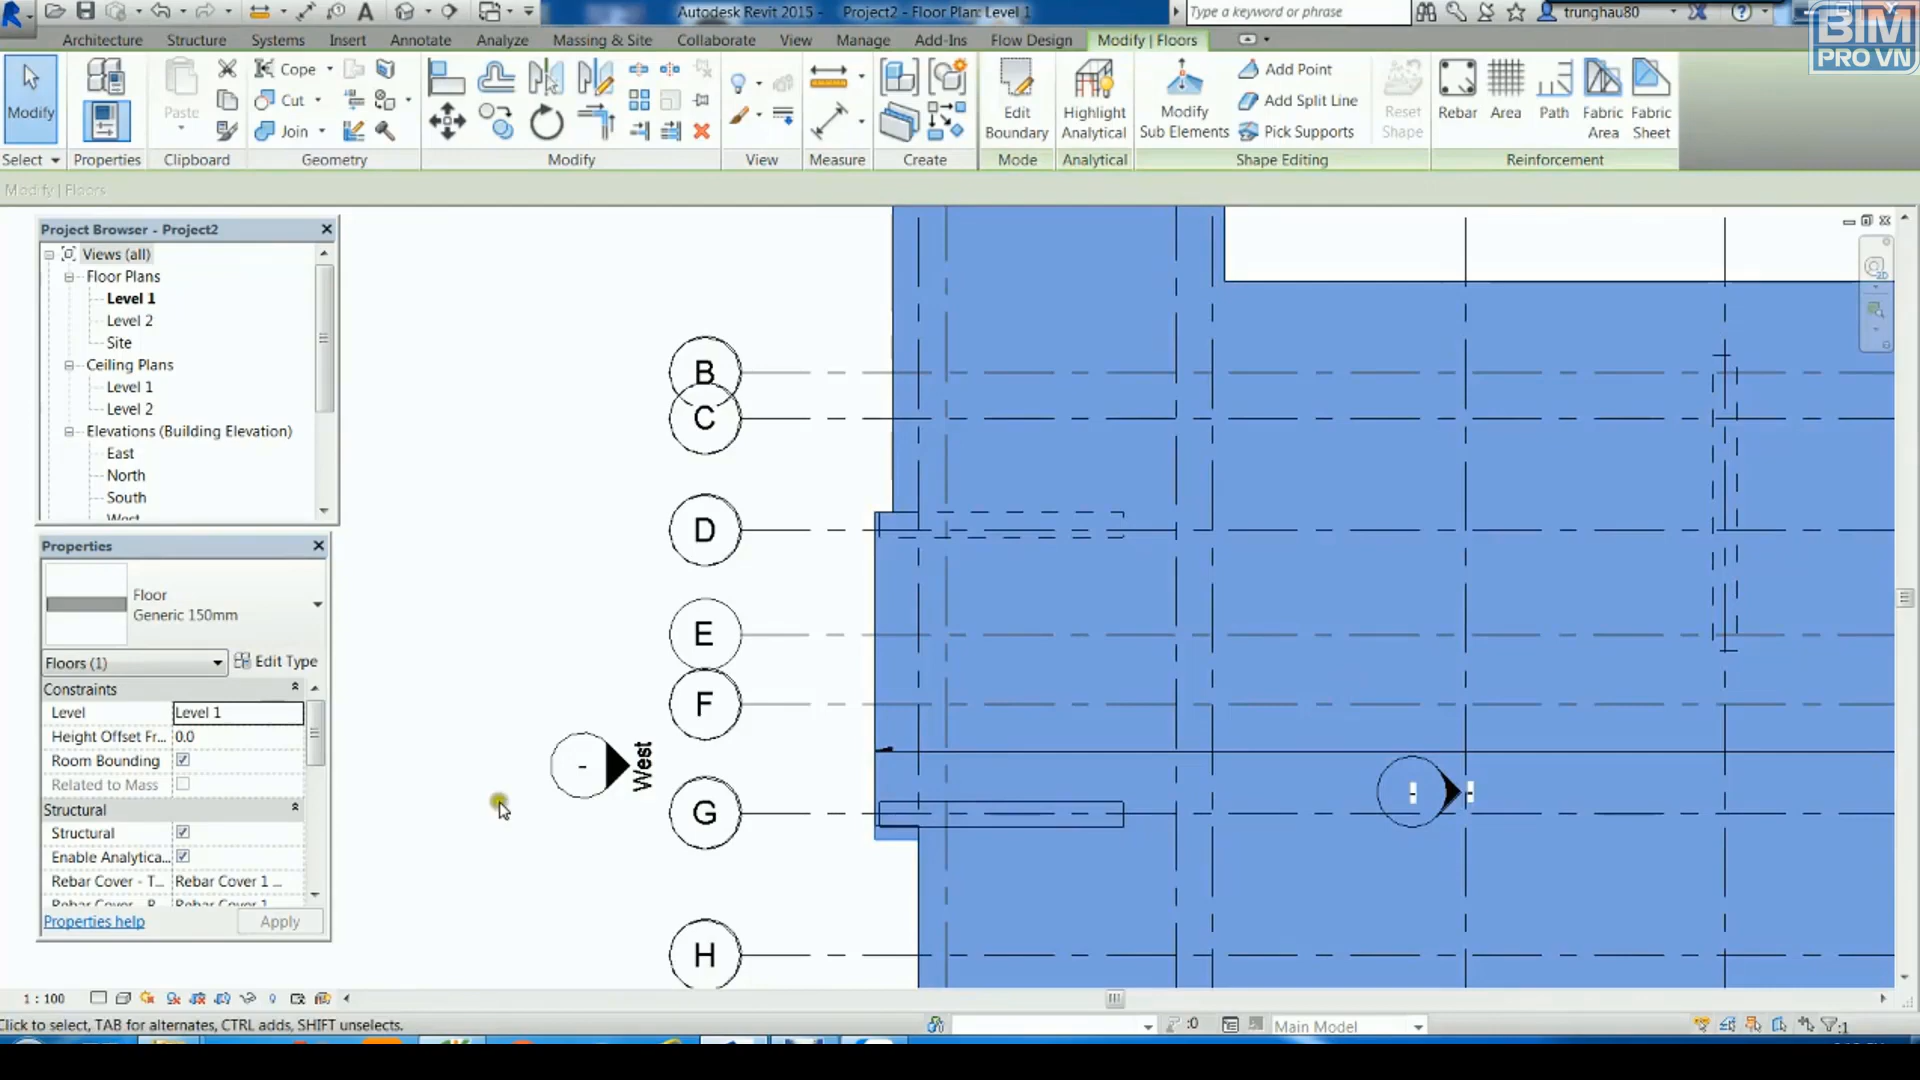 Autodesk Revit 2015 - Project2 - Floor Plan: Level 1
Type a keyword or phrase
trunghau80
BIM
PRO VN
Architecture Structure Systems Insert Annotate Analyze Massing & Site Collaborate View Manage Add-Ins Flow Design Modify | Floors
Modify
Paste
Cope
Cut
Join
Edit Boundary
Highlight Analytical
Modify Sub Elements
Add Point
Add Split Line
Pick Supports
Reset Shape
Rebar
Area
Path
Fabric Area
Fabric Sheet
Select Properties Clipboard Geometry Modify View Measure Create Mode Analytical Shape Editing Reinforcement
Modify | Floors
Project Browser - Project2
Views (all)
Floor Plans
Level 1
Level 2
Site
Ceiling Plans
Level 1
Level 2
Elevations (Building Elevation)
East
North
South
West
Properties
Floor
Generic 150mm
Floors (1)
Edit Type
Constraints
Level Level 1
Height Offset Fr... 0.0
Room Bounding
Related to Mass
Structural
Structural
Enable Analytica...
Rebar Cover - T... Rebar Cover 1 ...
Properties help
Apply
B
C
D
E
F
G
H
-
West
1 : 100
Click to select, TAB for alternates, CTRL adds, SHIFT unselects.
:0
Main Model
:1